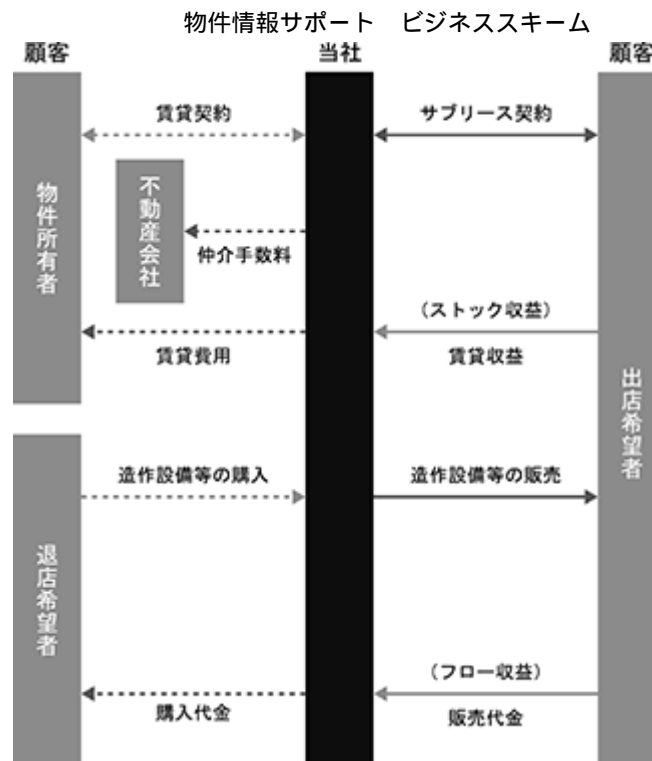 物件情報サポート　ビジネススキーム
顧客
当社
顧客
賃貸契約
サブリース契約
物件所有者
不動産会社
仲介手数料
（ストック収益）
賃貸費用
賃貸収益
出店希望者
造作設備等の購入
造作設備等の販売
退店希望者
（フロー収益）
購入代金
販売代金